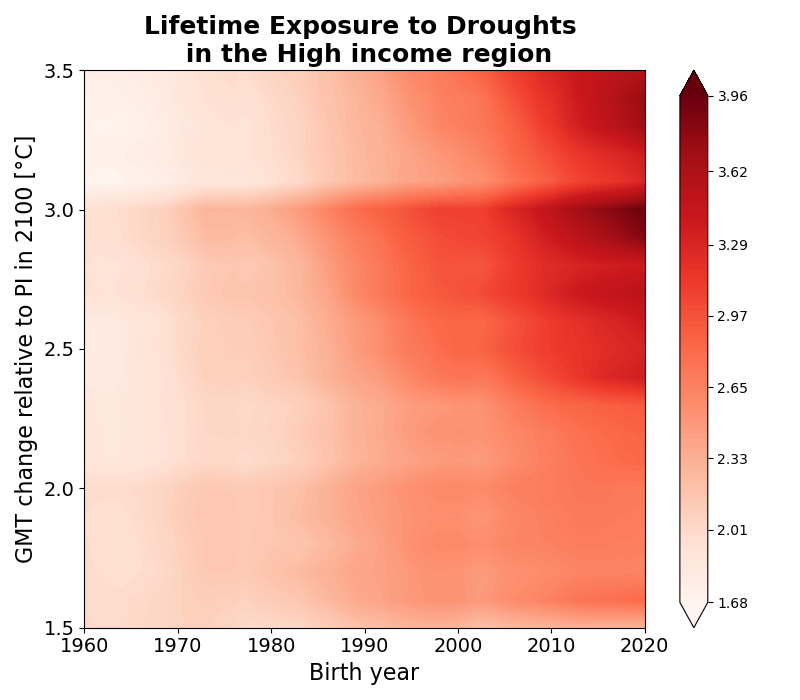 Lifetime Exposure to Droughts
in the High income region
GMT change relative to PI in 2100 [°C]
3.5
3.0
2.5
2.0
1.5
1960 1970 1980 1990 2000 2010 2020
Birth year
3.96
3.62
3.29
2.97
2.65
2.33
2.01
1.68